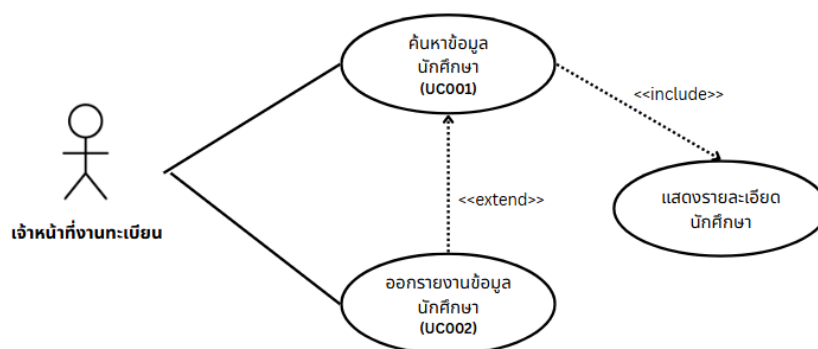 ค้นหาข้อมูล
นักศึกษา
(UC001)
<<include>>
<<extend>>
แสดงรายละเอียด
นักศึกษา
เจ้าหน้าที่งานทะเบียน
ออกรายงานข้อมูล
นักศึกษา
(UC002)